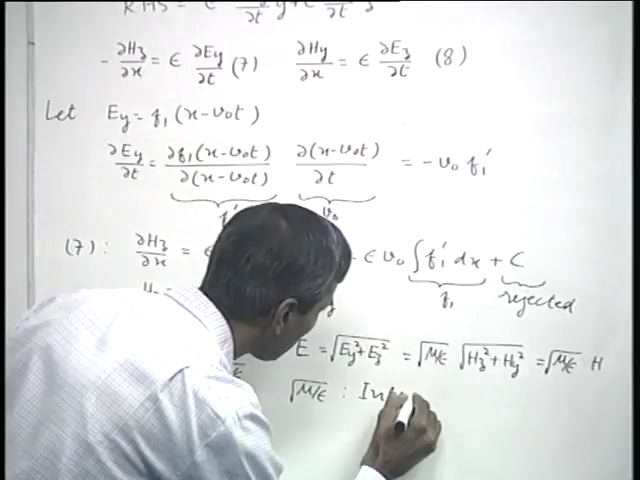 RHS =
- ∂Hz/∂x = ϵ ∂Ey/∂t (7) ∂Hy/∂x = ϵ ∂Ez/∂t (8)
Let Ey = f₁ (x-v₀t)
∂Ey/∂t = ∂f₁(x-v₀t)/∂(x-v₀t) ∂(x-v₀t)/∂t = -v₀ f₁'
f₁' v₀
(7) : ∂Hz/∂x = ϵ v₀ ∫f₁' dx + C
f₁ rejected
E = √(Ey²+Ez²) = √(μ/ϵ) √(Hz²+Hy²) = √(μ/ϵ) H
√(μ/ϵ) :